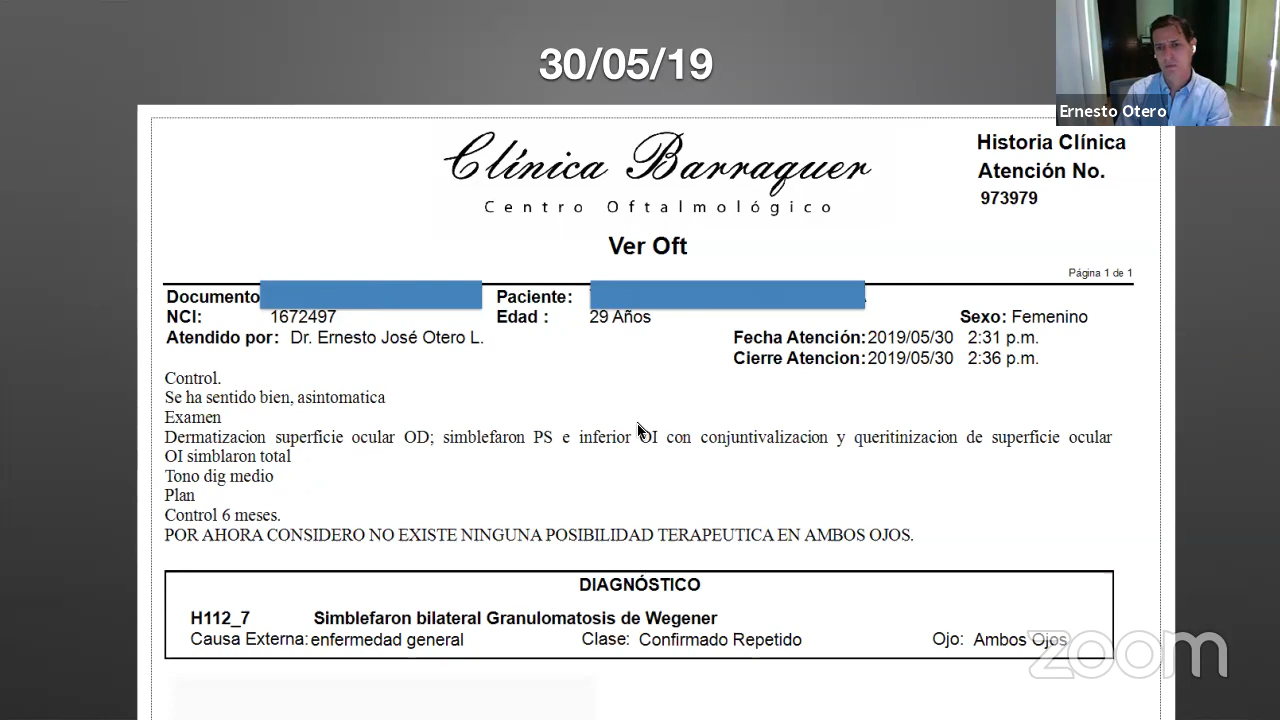 30/05/19
Ernesto Otero
Clínica Barraquer
Centro Oftalmológico
Historia Clínica
Atención No.
973979
Ver Oft
Página 1 de 1
Documento
Paciente:
NCI: 1672497 Edad : 29 Años Sexo: Femenino
Atendido por: Dr. Ernesto José Otero L. Fecha Atención: 2019/05/30 2:31 p.m.
Cierre Atencion: 2019/05/30 2:36 p.m.
Control.
Se ha sentido bien, asintomatica
Examen
Dermatizacion superficie ocular OD; simblefaron PS e inferior OI con conjuntivalizacion y queritinizacion de superficie ocular
OI simblaron total
Tono dig medio
Plan
Control 6 meses.
POR AHORA CONSIDERO NO EXISTE NINGUNA POSIBILIDAD TERAPEUTICA EN AMBOS OJOS.
DIAGNÓSTICO
H112_7 Simblefaron bilateral Granulomatosis de Wegener
Causa Externa: enfermedad general Clase: Confirmado Repetido Ojo: Ambos Ojos
zoom